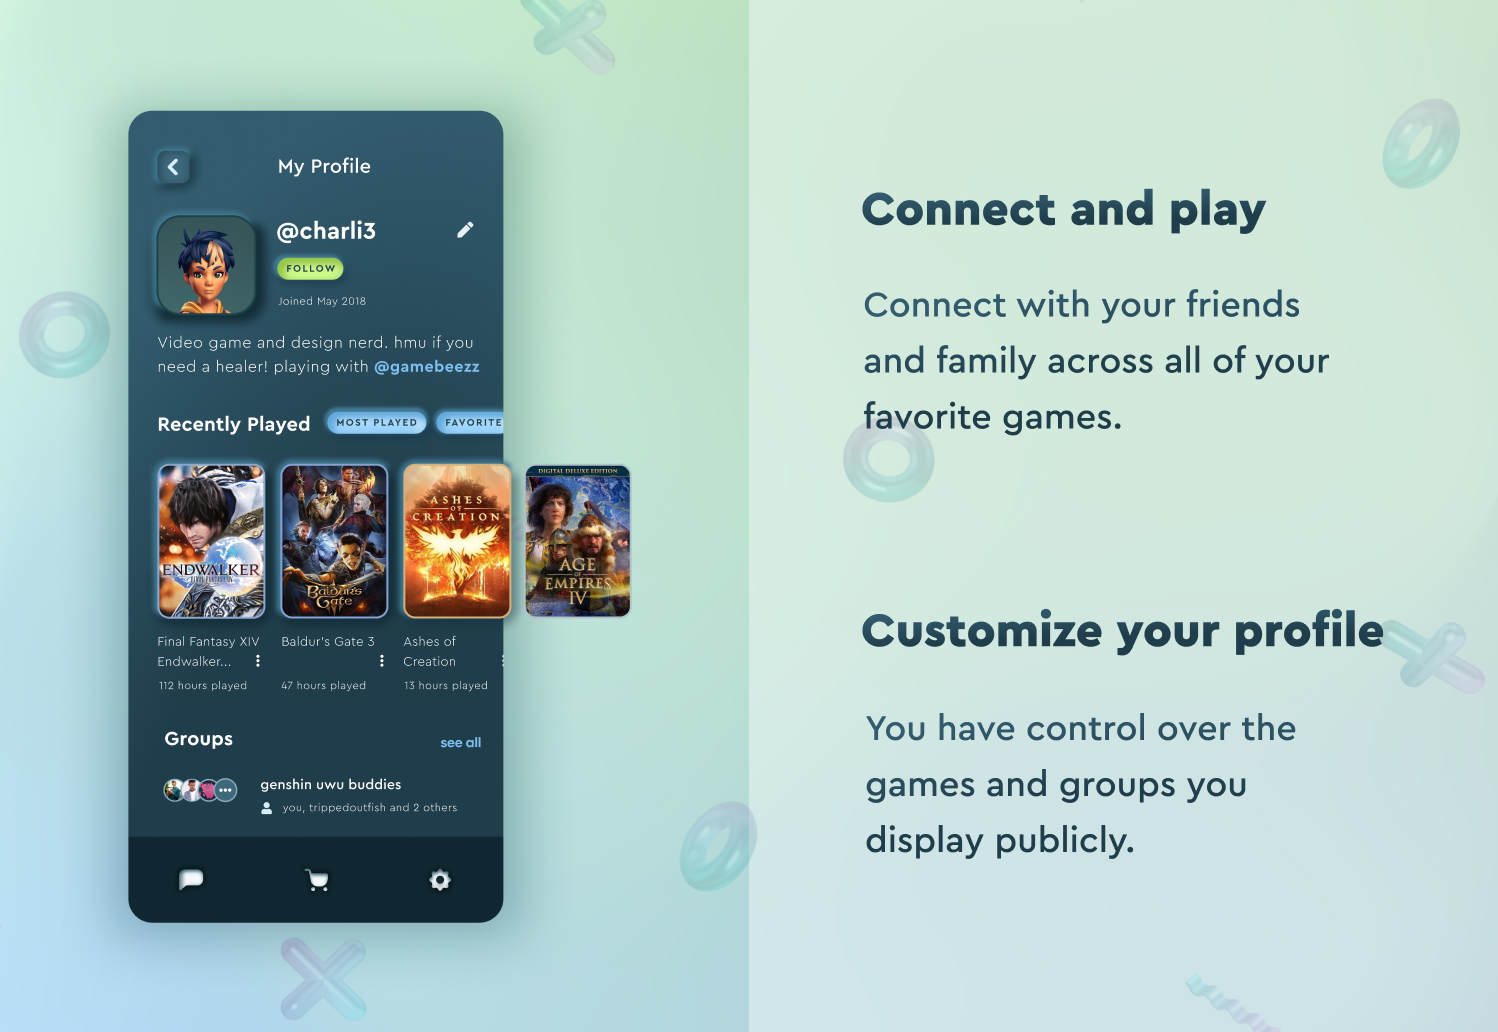 My Profile
@charli3
FOLLOW
Joined May 2018
Video game and design nerd. hmu if you
need a healer! playing with @gamebeezz
Recently Played
MOST PLAYED
FAVORITE
ENDWALKER
FINAL FANTASY XIV
Baldur's
Gate
ASHES
OF
CREATION
DIGITAL DELUXE EDITION
AGE
OF
EMPIRES
IV
Final Fantasy XIV
Endwalker...
112 hours played
Baldur's Gate 3
47 hours played
Ashes of
Creation
13 hours played
Groups
see all
genshin uwu buddies
you, trippedoutfish and 2 others
Connect and play
Connect with your friends
and family across all of your
favorite games.
Customize your profile
You have control over the
games and groups you
display publicly.